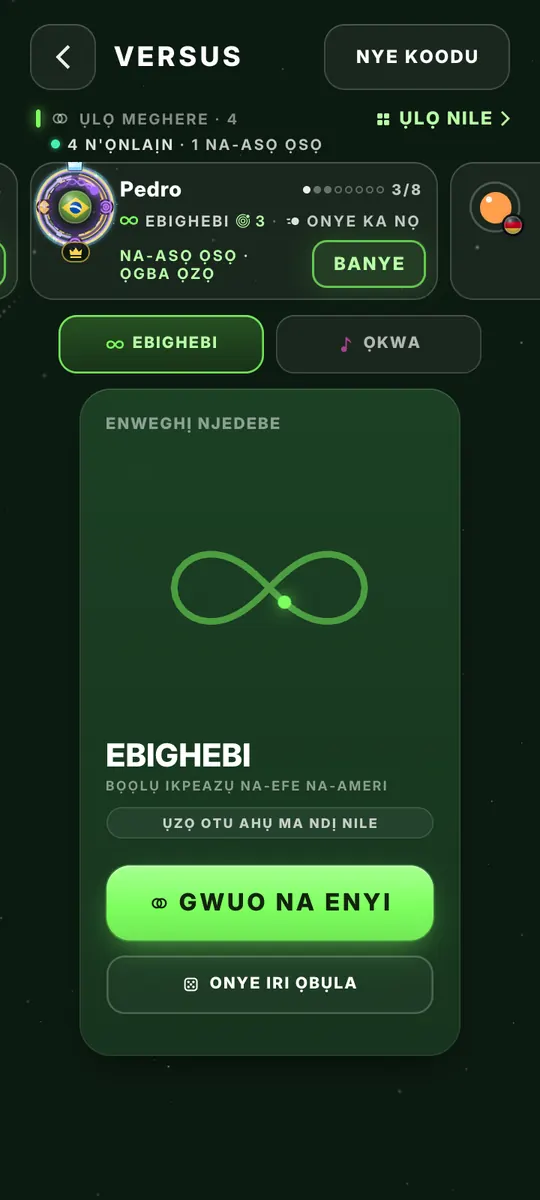 VERSUS
NYE KOODU
ỤLỌ MEGHERE · 4
ỤLỌ NILE
4 N'ỌNLAỊN · 1 NA-ASỌ ỌSỌ
Pedro
3/8
EBIGHEBI 3 · ONYE KA NỌ
NA-ASỌ ỌSỌ ·
ỌGBA ỌZỌ
BANYE
EBIGHEBI
ỌKWA
ENWEGHỊ NJEDEBE
EBIGHEBI
BỌỌLỤ IKPEAZỤ NA-EFE NA-AMERI
ỤZỌ OTU AHỤ MA NDỊ NILE
GWUO NA ENYI
ONYE IRI ỌBỤLA